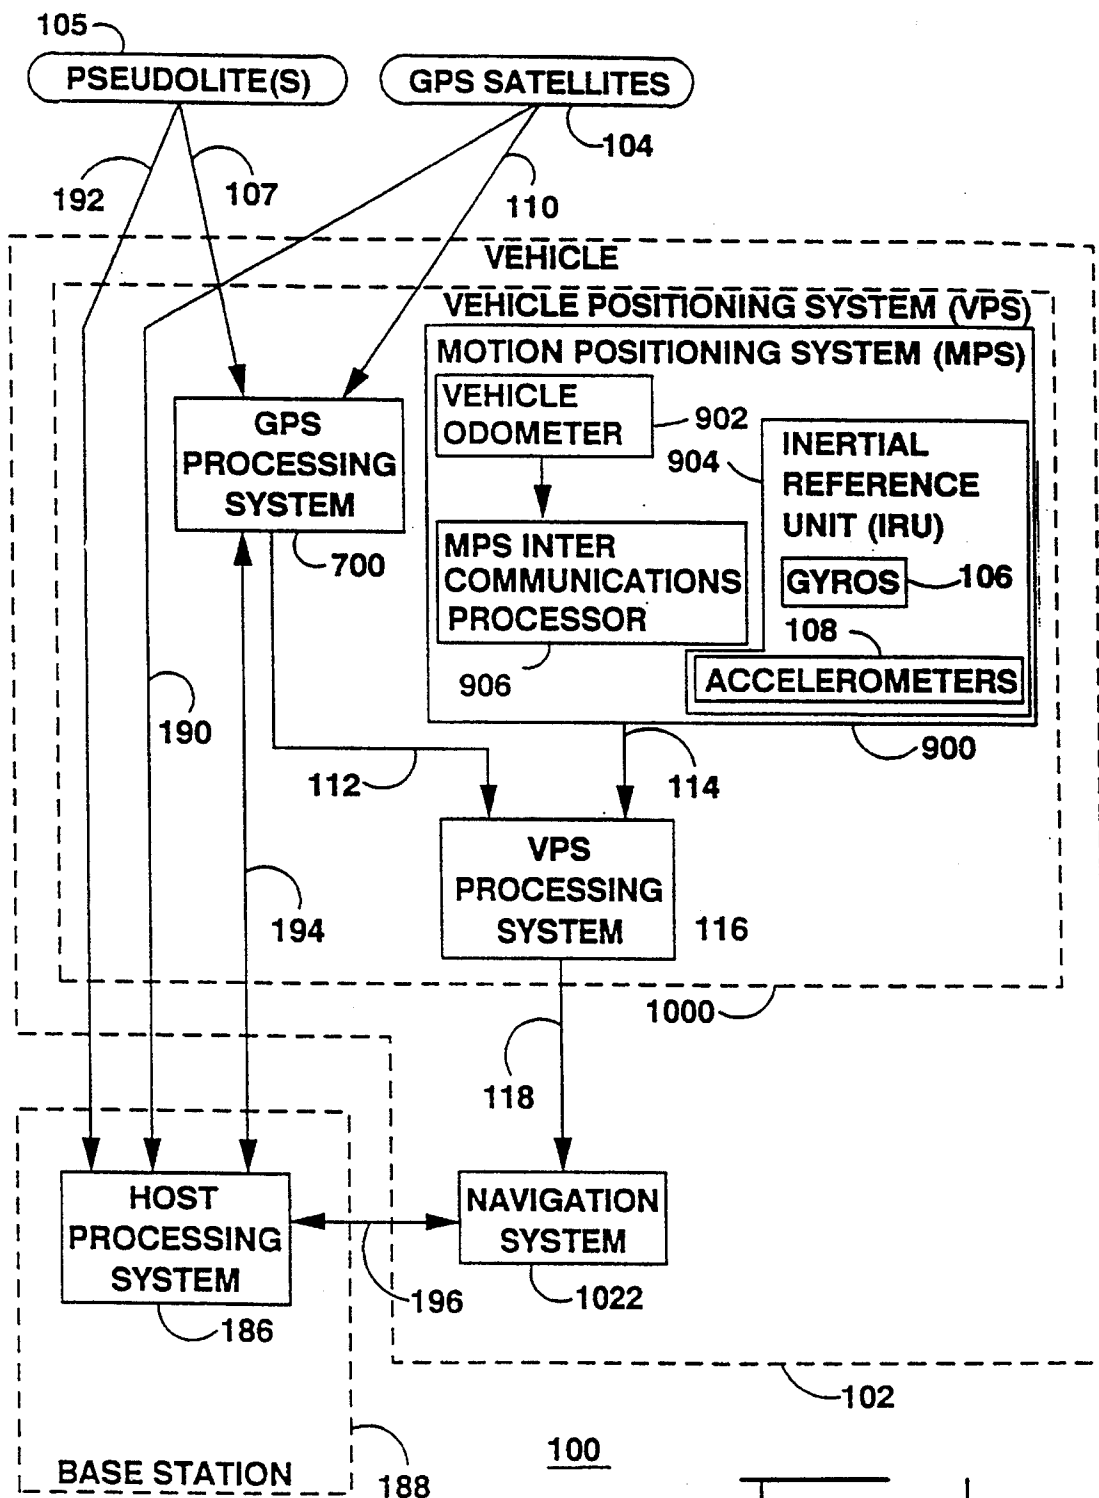 105
PSEUDOLITE(S)
GPS SATELLITES
104
192
107
110
VEHICLE
VEHICLE POSITIONING SYSTEM (VPS)
MOTION POSITIONING SYSTEM (MPS)
VEHICLE
ODOMETER
902
904
INERTIAL
REFERENCE
UNIT (IRU)
GPS
PROCESSING
SYSTEM
700
MPS INTER
COMMUNICATIONS
PROCESSOR
906
GYROS
106
108
ACCELEROMETERS
900
190
112
114
VPS
PROCESSING
SYSTEM
116
194
1000
118
HOST
PROCESSING
SYSTEM
186
NAVIGATION
SYSTEM
1022
196
102
100
BASE STATION
188